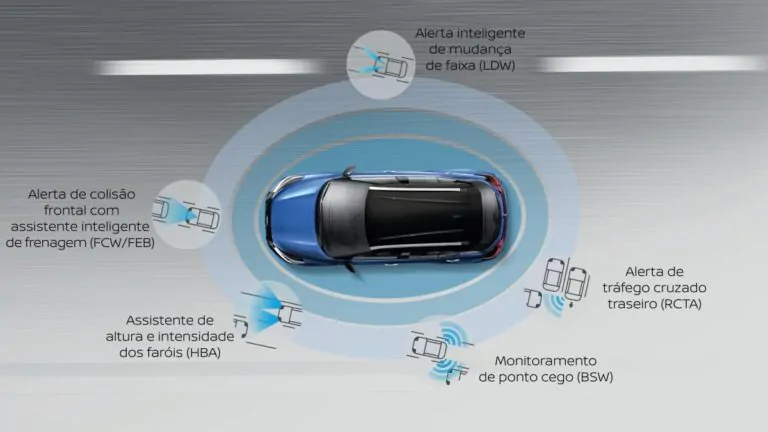 Alerta inteligente
de mudança
de faixa (LDW)
Alerta de colisão
frontal com
assistente inteligente
de frenagem (FCW/FEB)
Assistente de
altura e intensidade
dos faróis (HBA)
Monitoramento
de ponto cego (BSW)
Alerta de
tráfego cruzado
traseiro (RCTA)